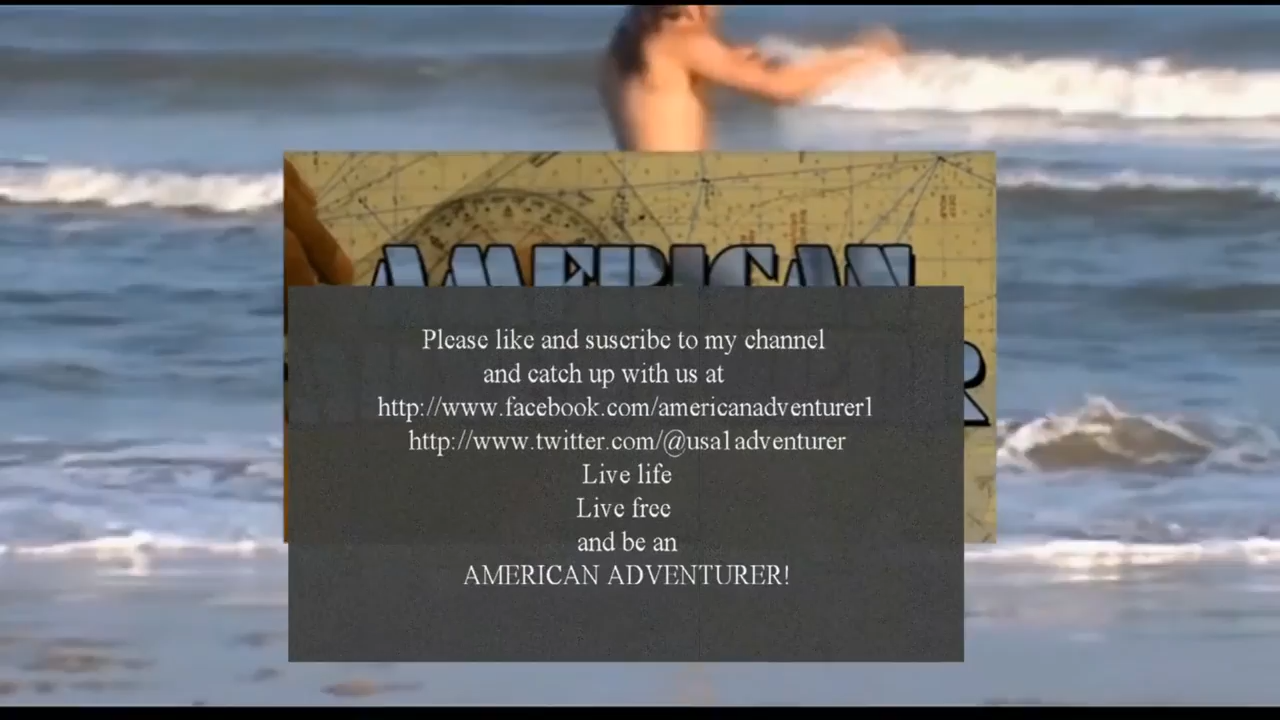 AMERICAN
Please like and suscribe to my channel
and catch up with us at
http://www.facebook.com/americanadventurer1
http://www.twitter.com/@usa1adventurer
Live life
Live free
and be an
AMERICAN ADVENTURER!